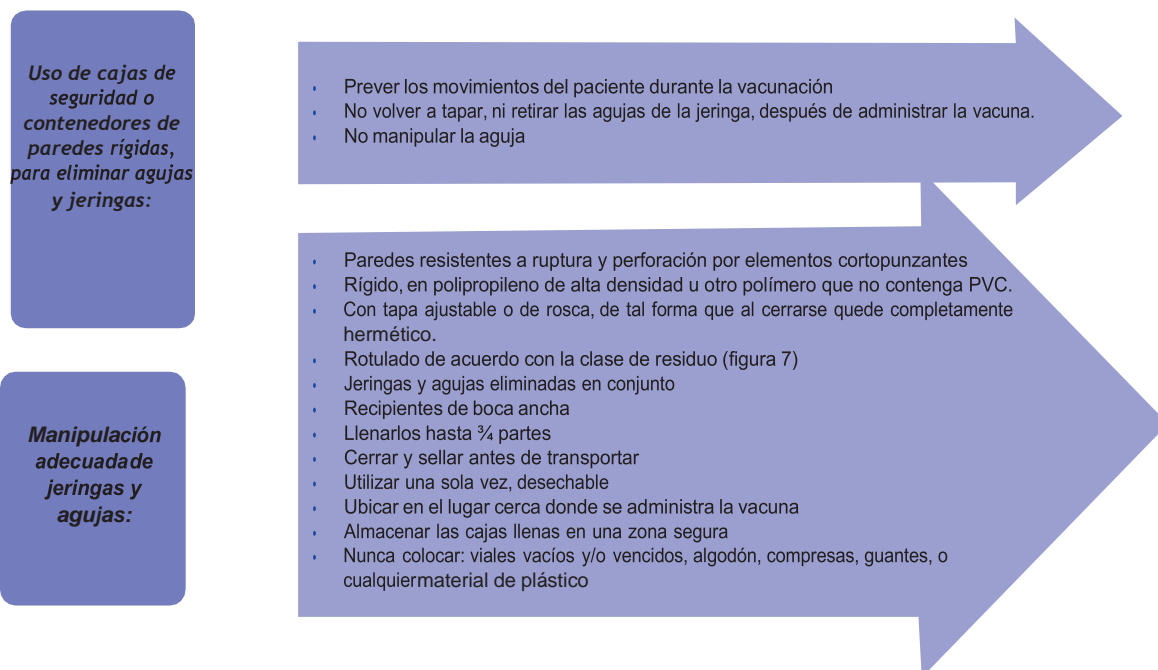 Uso de cajas de
seguridad o
contenedores de
paredes rígidas,
para eliminar agujas
y jeringas:
• Prever los movimientos del paciente durante la vacunación
• No volver a tapar, ni retirar las agujas de la jeringa, después de administrar la vacuna.
• No manipular la aguja
Manipulación
adecuadade
jeringas y
agujas:
• Paredes resistentes a ruptura y perforación por elementos cortopunzantes
• Rígido, en polipropileno de alta densidad u otro polímero que no contenga PVC.
• Con tapa ajustable o de rosca, de tal forma que al cerrarse quede completamente
hermético.
• Rotulado de acuerdo con la clase de residuo (figura 7)
• Jeringas y agujas eliminadas en conjunto
• Recipientes de boca ancha
• Llenarlos hasta ¾ partes
• Cerrar y sellar antes de transportar
• Utilizar una sola vez, desechable
• Ubicar en el lugar cerca donde se administra la vacuna
• Almacenar las cajas llenas en una zona segura
• Nunca colocar: viales vacíos y/o vencidos, algodón, compresas, guantes, o
cualquiermaterial de plástico